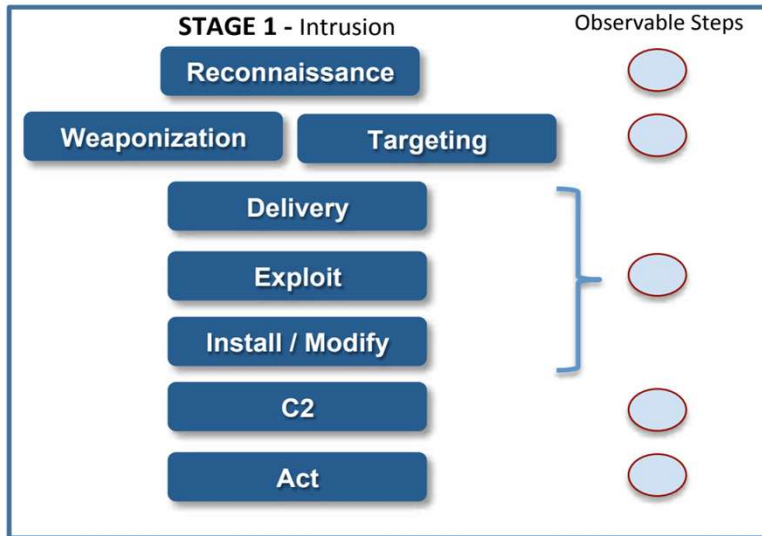 STAGE 1 - Intrusion
Observable Steps
Reconnaissance
Weaponization
Targeting
Delivery
Exploit
Install / Modify
C2
Act